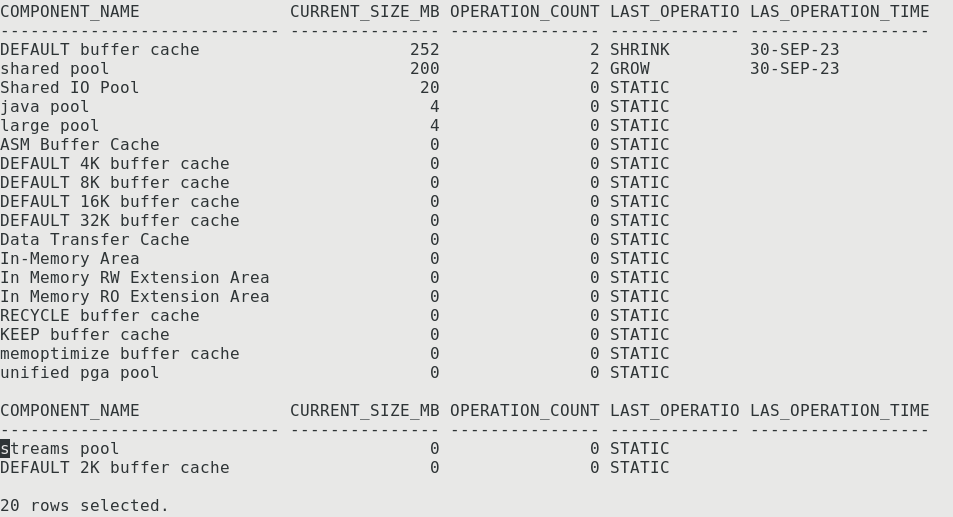 COMPONENT_NAME               CURRENT_SIZE_MB OPERATION_COUNT LAST_OPERATIO LAS_OPERATION_TIME
---------------------------- --------------- --------------- ------------- ------------------
DEFAULT buffer cache                     252               2 SHRINK        30-SEP-23
shared pool                              200               2 GROW          30-SEP-23
Shared IO Pool                            20               0 STATIC
java pool                                  4               0 STATIC
large pool                                 4               0 STATIC
ASM Buffer Cache                           0               0 STATIC
DEFAULT 4K buffer cache                    0               0 STATIC
DEFAULT 8K buffer cache                    0               0 STATIC
DEFAULT 16K buffer cache                   0               0 STATIC
DEFAULT 32K buffer cache                   0               0 STATIC
Data Transfer Cache                        0               0 STATIC
In-Memory Area                             0               0 STATIC
In Memory RW Extension Area                0               0 STATIC
In Memory RO Extension Area                0               0 STATIC
RECYCLE buffer cache                       0               0 STATIC
KEEP buffer cache                          0               0 STATIC
memoptimize buffer cache                   0               0 STATIC
unified pga pool                           0               0 STATIC

COMPONENT_NAME               CURRENT_SIZE_MB OPERATION_COUNT LAST_OPERATIO LAS_OPERATION_TIME
---------------------------- --------------- --------------- ------------- ------------------
streams pool                               0               0 STATIC
DEFAULT 2K buffer cache                    0               0 STATIC

20 rows selected.